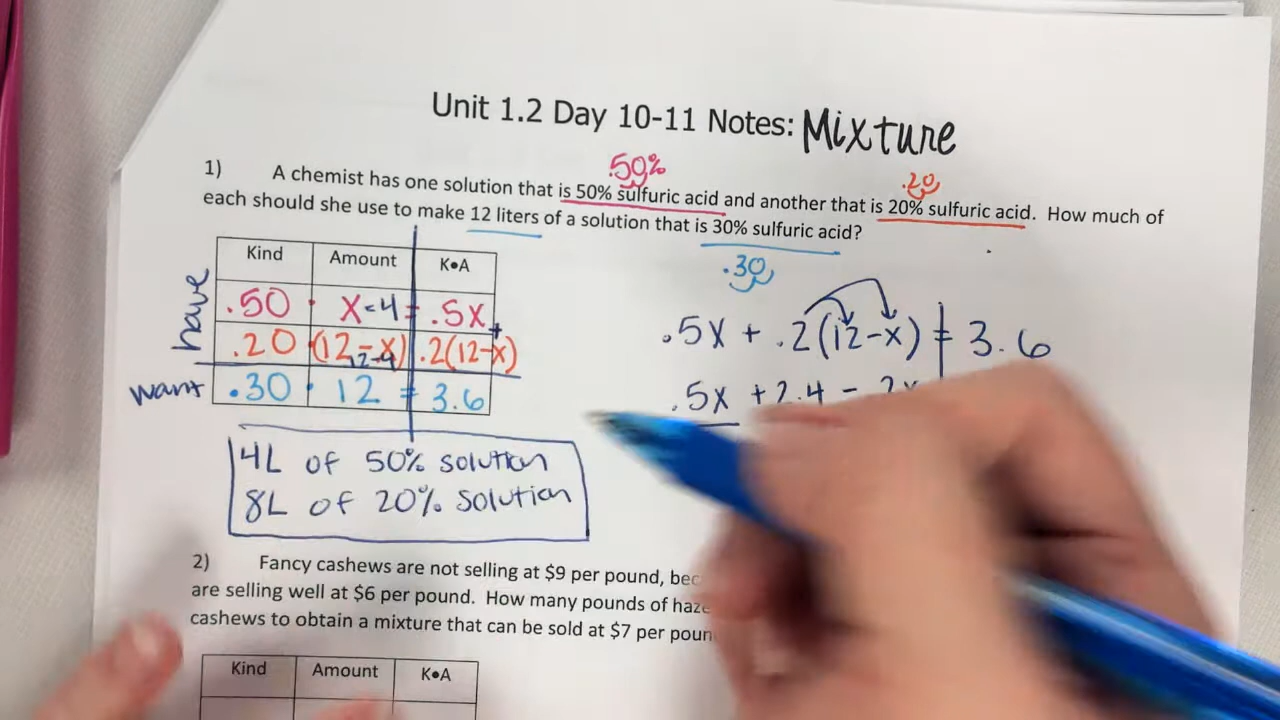 Unit 1.2 Day 10-11 Notes: Mixture
.50% .20
1) A chemist has one solution that is 50% sulfuric acid and another that is 20% sulfuric acid. How much of
each should she use to make 12 liters of a solution that is 30% sulfuric acid?
.30
Kind Amount K•A
have
.50 · x-4 = .5x +
.20 (12-x) .2(12-x)
12-4
want .30 · 12 = 3.6
.5x + .2(12-x) = 3.6
.5x + 2.4 -
4L of 50% solution
8L of 20% solution
2) Fancy cashews are not selling at $9 per pound,
are selling well at $6 per pound. How many pounds of
cashews to obtain a mixture that can be sold at $7 per
Kind Amount K•A